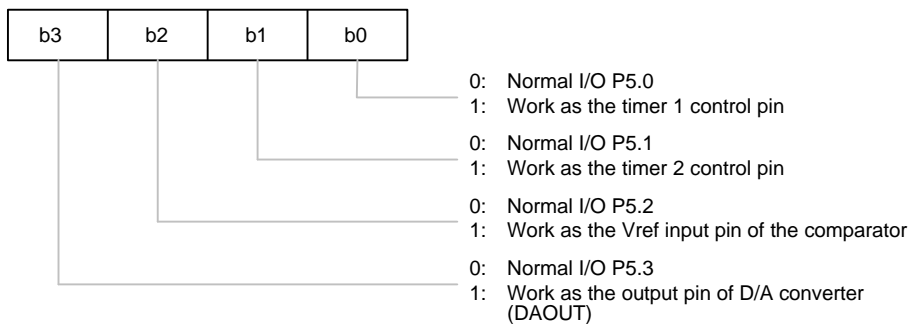 b3 b2 b1 b0
0: Normal I/O P5.0
1: Work as the timer 1 control pin
0: Normal I/O P5.1
1: Work as the timer 2 control pin
0: Normal I/O P5.2
1: Work as the Vref input pin of the comparator
0: Normal I/O P5.3
1: Work as the output pin of D/A converter
(DAOUT)